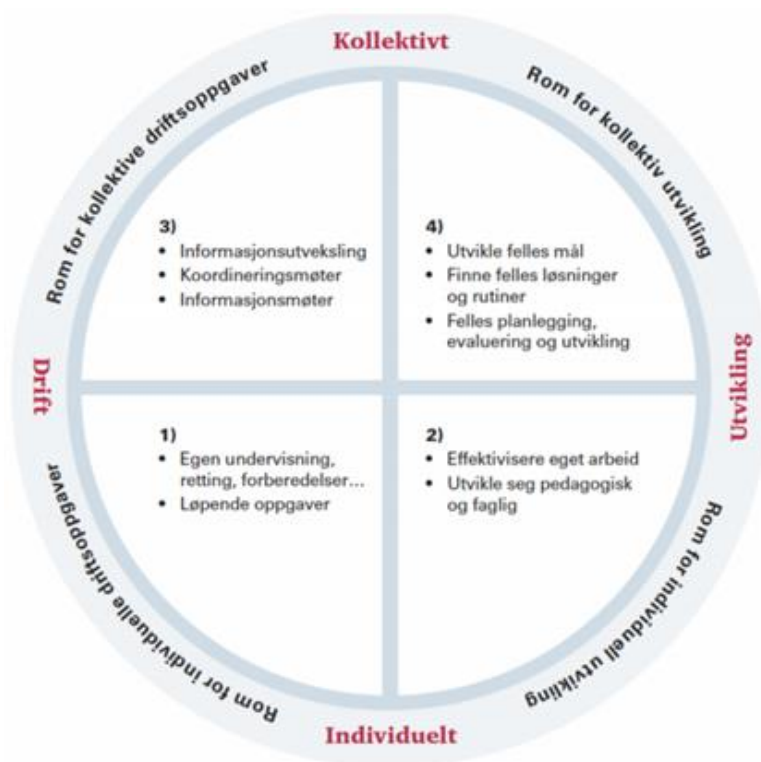 Kollektivt
Rom for kollektive driftsoppgaver
Rom for kollektiv utvikling
3)
• Informasjonsutveksling
• Koordineringsmøter
• Informasjonsmøter
4)
• Utvikle felles mål
• Finne felles løsninger
og rutiner
• Felles planlegging,
evaluering og utvikling
Drift
Utvikling
1)
• Egen undervisning,
retting, forberedelser...
• Løpende oppgaver
2)
• Effektivisere eget arbeid
• Utvikle seg pedagogisk
og faglig
Rom for individuelle driftsoppgaver
Rom for individuell utvikling
Individuelt